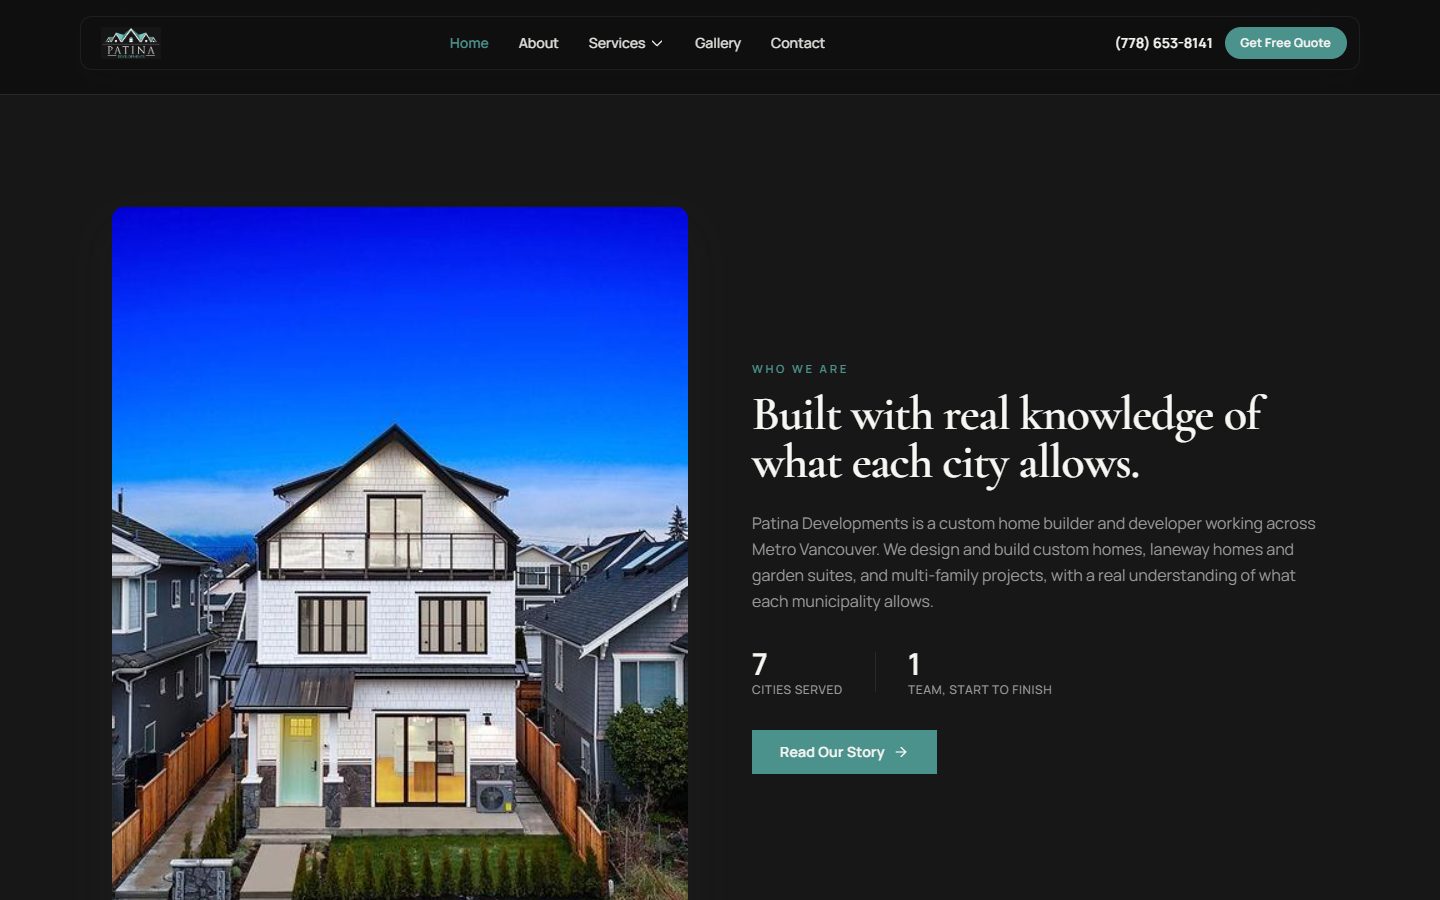 PATINA
Home
About
Services
Gallery
Contact
(778) 653-8141
Get Free Quote
WHO WE ARE
Built with real knowledge of
what each city allows.
Patina Developments is a custom home builder and developer working across
Metro Vancouver. We design and build custom homes, laneway homes and
garden suites, and multi-family projects, with a real understanding of what
each municipality allows.
7
CITIES SERVED
1
TEAM, START TO FINISH
Read Our Story